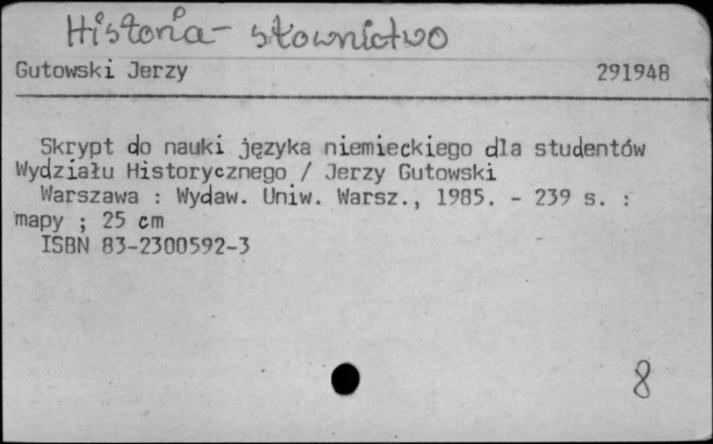 Historia - słownictwo
Gutowski Jerzy 291948
Skrypt do nauki języka niemieckiego dla studentów
Wydziału Historycznego / Jerzy Gutowski
Warszawa : Wydaw. Uniw. Warsz., 1985. - 239 s. :
mapy ; 25 cm
ISBN 83-2300592-3
8